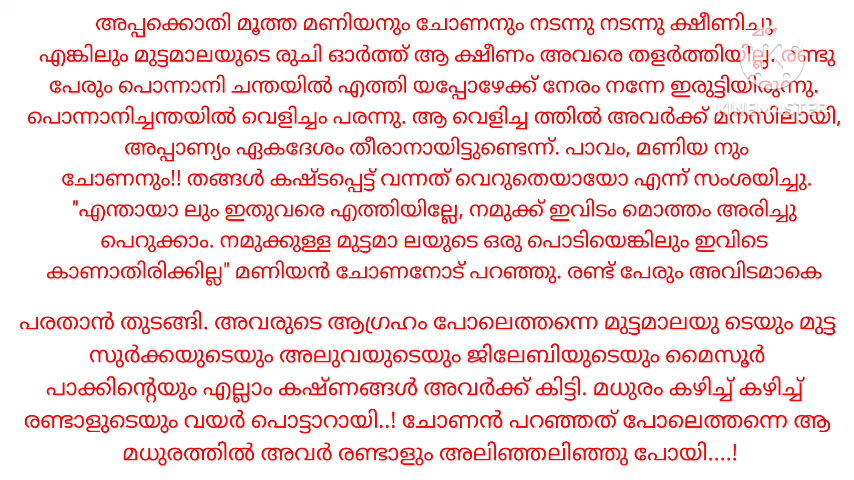 അപ്പക്കൊതി മൂത്ത മണിയനും ചോണനും നടന്നു നടന്നു ക്ഷീണിച്ചു
എങ്കിലും മുട്ടമാലയുടെ രുചി ഓർത്ത് ആ ക്ഷീണം അവരെ തളർത്തിയില്ല. രണ്ടു
പേരും പൊന്നാനി ചന്തയിൽ എത്തി യപ്പോഴേക്ക് നേരം നന്നേ ഇരുട്ടിയിരുന്നു.
പൊന്നാനിച്ചന്തയിൽ വെളിച്ചം പരന്നു. ആ വെളിച്ച ത്തിൽ അവർക്ക് മനസിലായി,
അപ്പാണ്യം ഏകദേശം തീരാനായിട്ടുണ്ടെന്ന്. പാവം, മണിയ നും
ചോണനും!! തങ്ങൾ കഷ്ടപ്പെട്ട് വന്നത് വെറുതെയായോ എന്ന് സംശയിച്ചു.
"എന്തായാ ലും ഇതുവരെ എത്തിയില്ലേ, നമുക്ക് ഇവിടം മൊത്തം അരിച്ചു
പെറുക്കാം. നമുക്കുള്ള മുട്ടമാ ലയുടെ ഒരു പൊടിയെങ്കിലും ഇവിടെ
കാണാതിരിക്കില്ല" മണിയൻ ചോണനോട് പറഞ്ഞു. രണ്ട് പേരും അവിടമാകെ
പരതാൻ തുടങ്ങി. അവരുടെ ആഗ്രഹം പോലെത്തന്നെ മുട്ടമാലയു ടെയും മുട്ട
സുർക്കയുടെയും അലുവയുടെയും ജിലേബിയുടെയും മൈസൂർ
പാക്കിന്റെയും എല്ലാം കഷ്ണങ്ങൾ അവർക്ക് കിട്ടി. മധുരം കഴിച്ച് കഴിച്ച്
രണ്ടാളുടെയും വയർ പൊട്ടാറായി..! ചോണൻ പറഞ്ഞത് പോലെത്തന്നെ ആ
മധുരത്തിൽ അവർ രണ്ടാളും അലിഞ്ഞലിഞ്ഞു പോയി....!
KINEMASTER